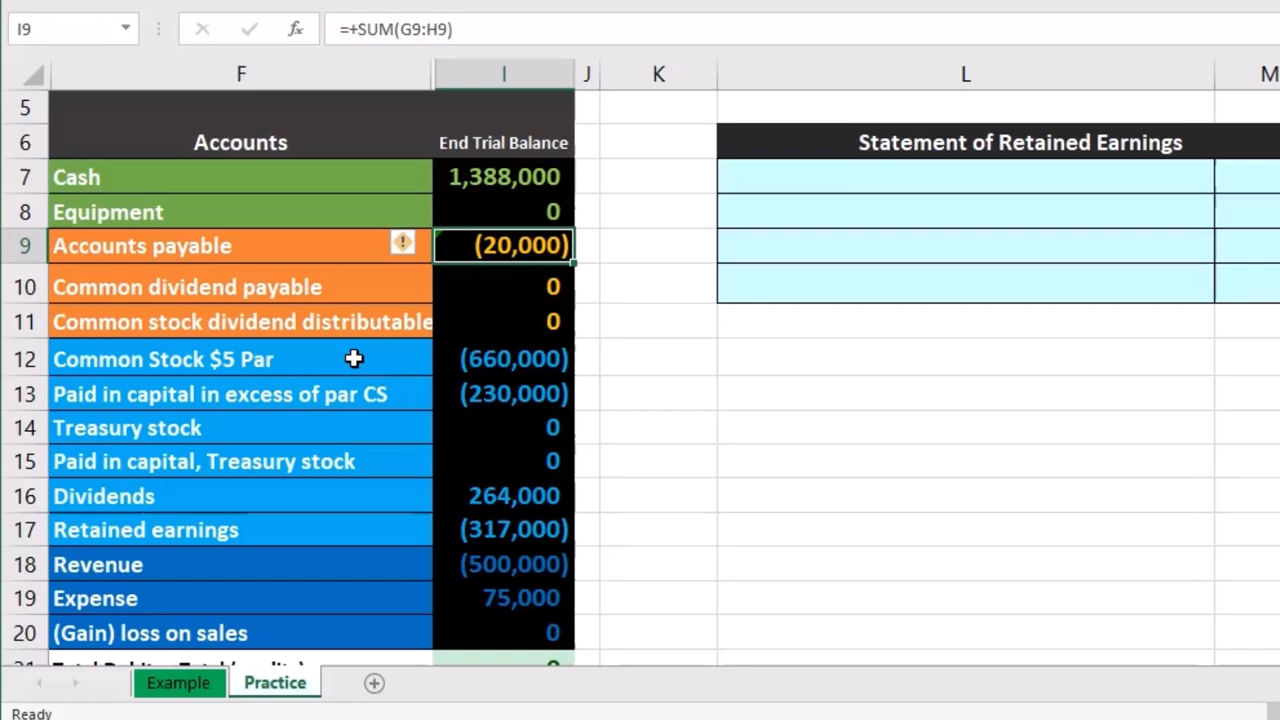 I9 fx =+SUM(G9:H9)
F I J K L M
5
6 Accounts End Trial Balance Statement of Retained Earnings
7 Cash 1,388,000
8 Equipment 0
9 Accounts payable (20,000)
10 Common dividend payable 0
11 Common stock dividend distributable 0
12 Common Stock $5 Par (660,000)
13 Paid in capital in excess of par CS (230,000)
14 Treasury stock 0
15 Paid in capital, Treasury stock 0
16 Dividends 264,000
17 Retained earnings (317,000)
18 Revenue (500,000)
19 Expense 75,000
20 (Gain) loss on sales 0
Example Practice
Ready